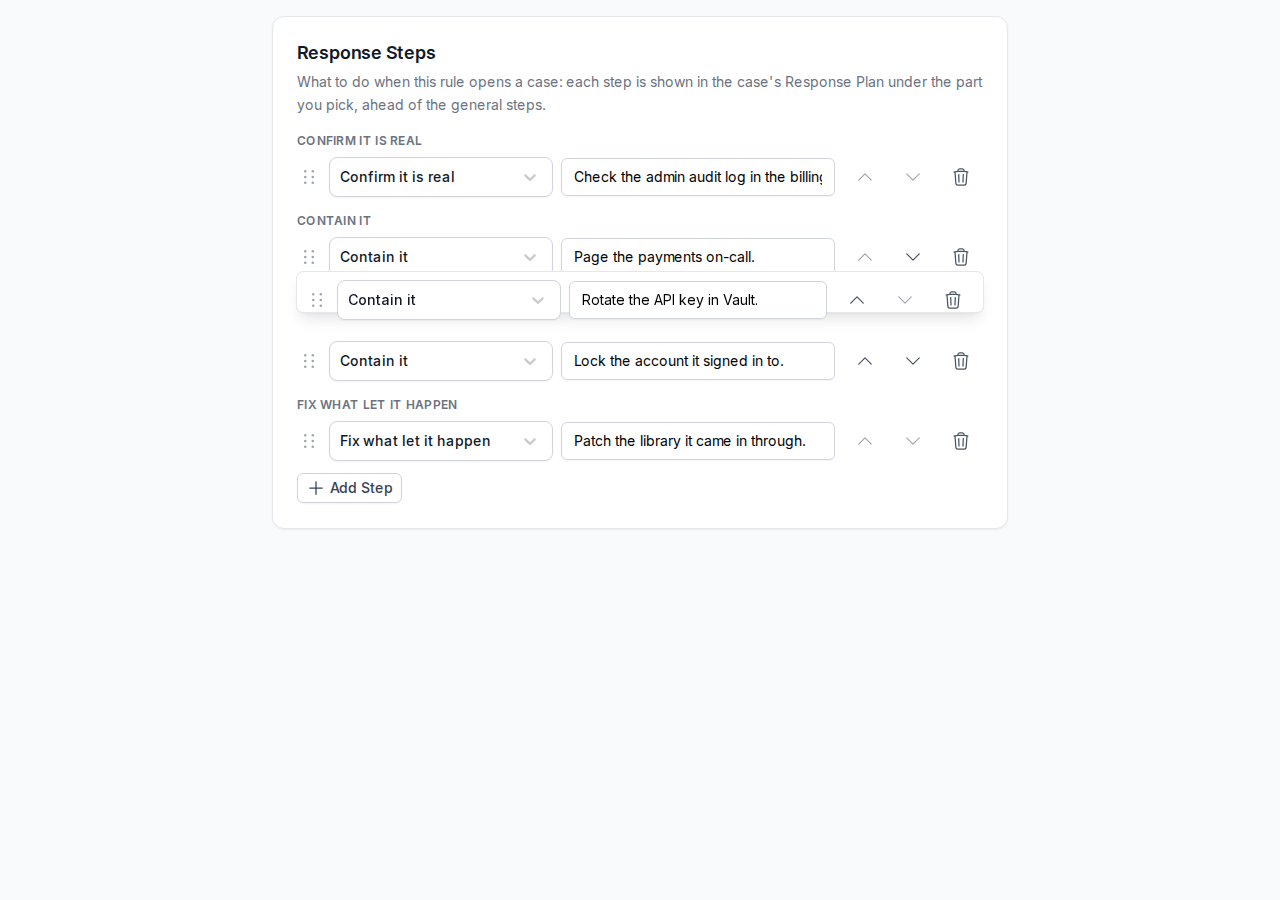 Response Steps
What to do when this rule opens a case: each step is shown in the case's Response Plan under the part
you pick, ahead of the general steps.
CONFIRM IT IS REAL
Confirm it is real
Check the admin audit log in the billing
CONTAIN IT
Contain it
Page the payments on-call.
Contain it
Rotate the API key in Vault.
Contain it
Lock the account it signed in to.
FIX WHAT LET IT HAPPEN
Fix what let it happen
Patch the library it came in through.
Add Step